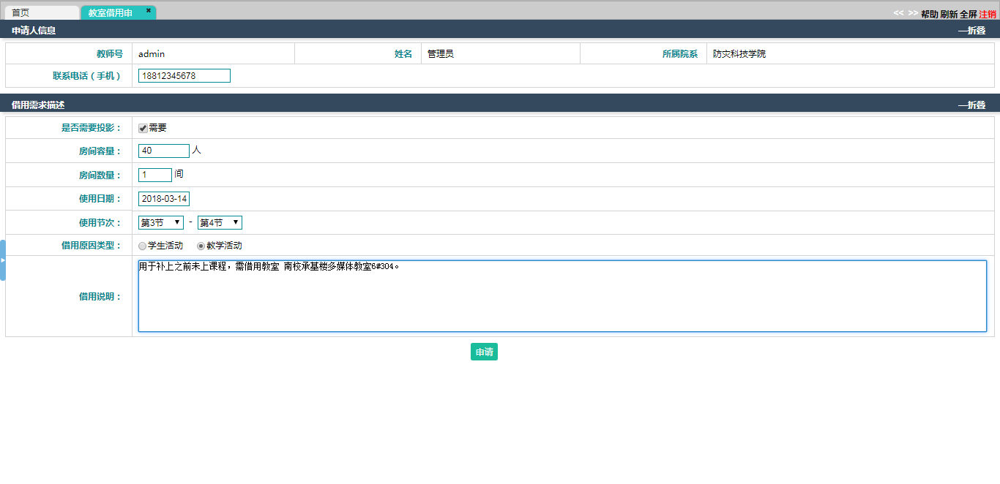 首页 教室借用申 ✖ << >> 帮助 刷新 全屏 注销
申请人信息 —折叠
教师号 admin 姓名 管理员 所属院系 防灾科技学院
联系电话（手机） 18812345678
借用需求描述 —折叠
是否需要投影： 需要
房间容量： 40 人
房间数量： 1 间
使用日期： 2018-03-14
使用节次： 第3节 - 第4节
借用原因类型： 学生活动 教学活动
借用说明： 用于补上之前未上课程，需借用教室 南校承基楼多媒体教室6#304。
申请